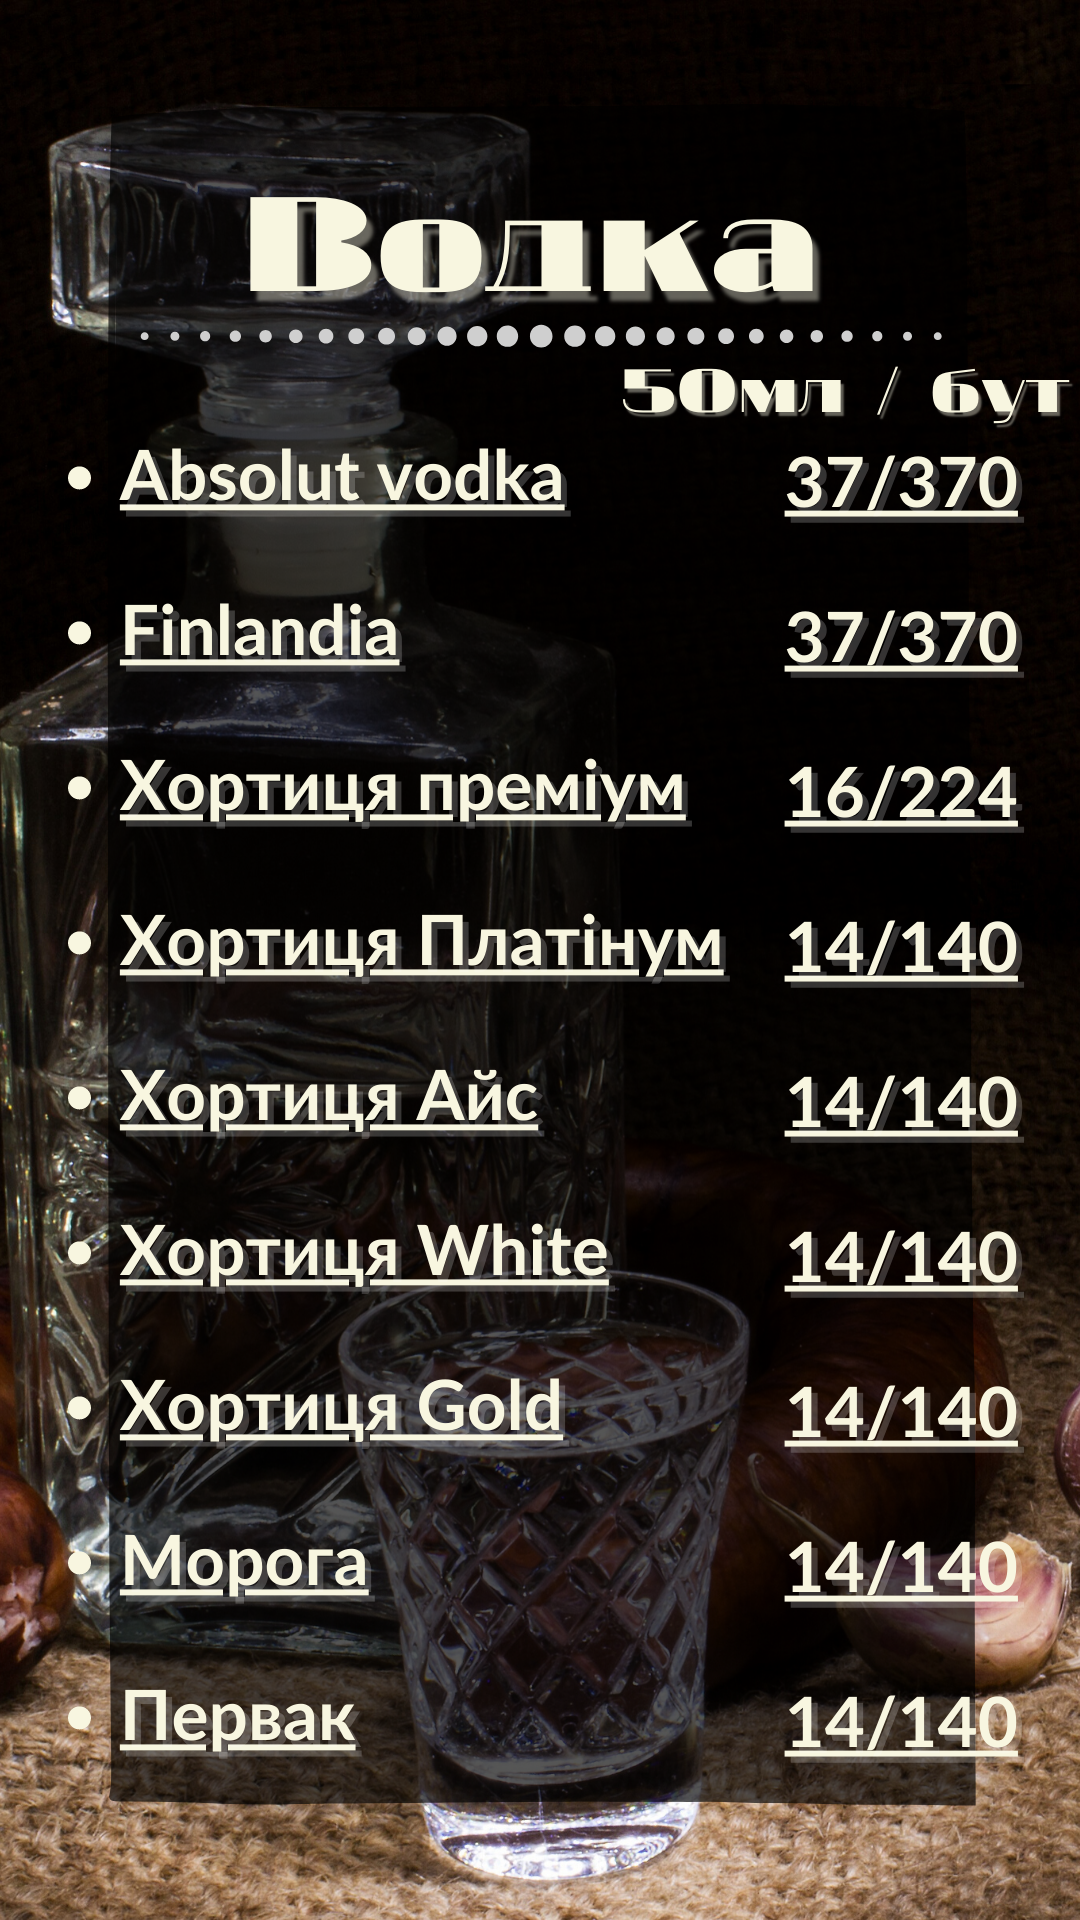 Водка
50мл / бут
• Absolut vodka 37/370
• Finlandia 37/370
• Хортиця преміум 16/224
• Хортиця Платінум 14/140
• Хортиця Айс 14/140
• Хортиця White 14/140
• Хортиця Gold 14/140
• Морога 14/140
• Первак 14/140